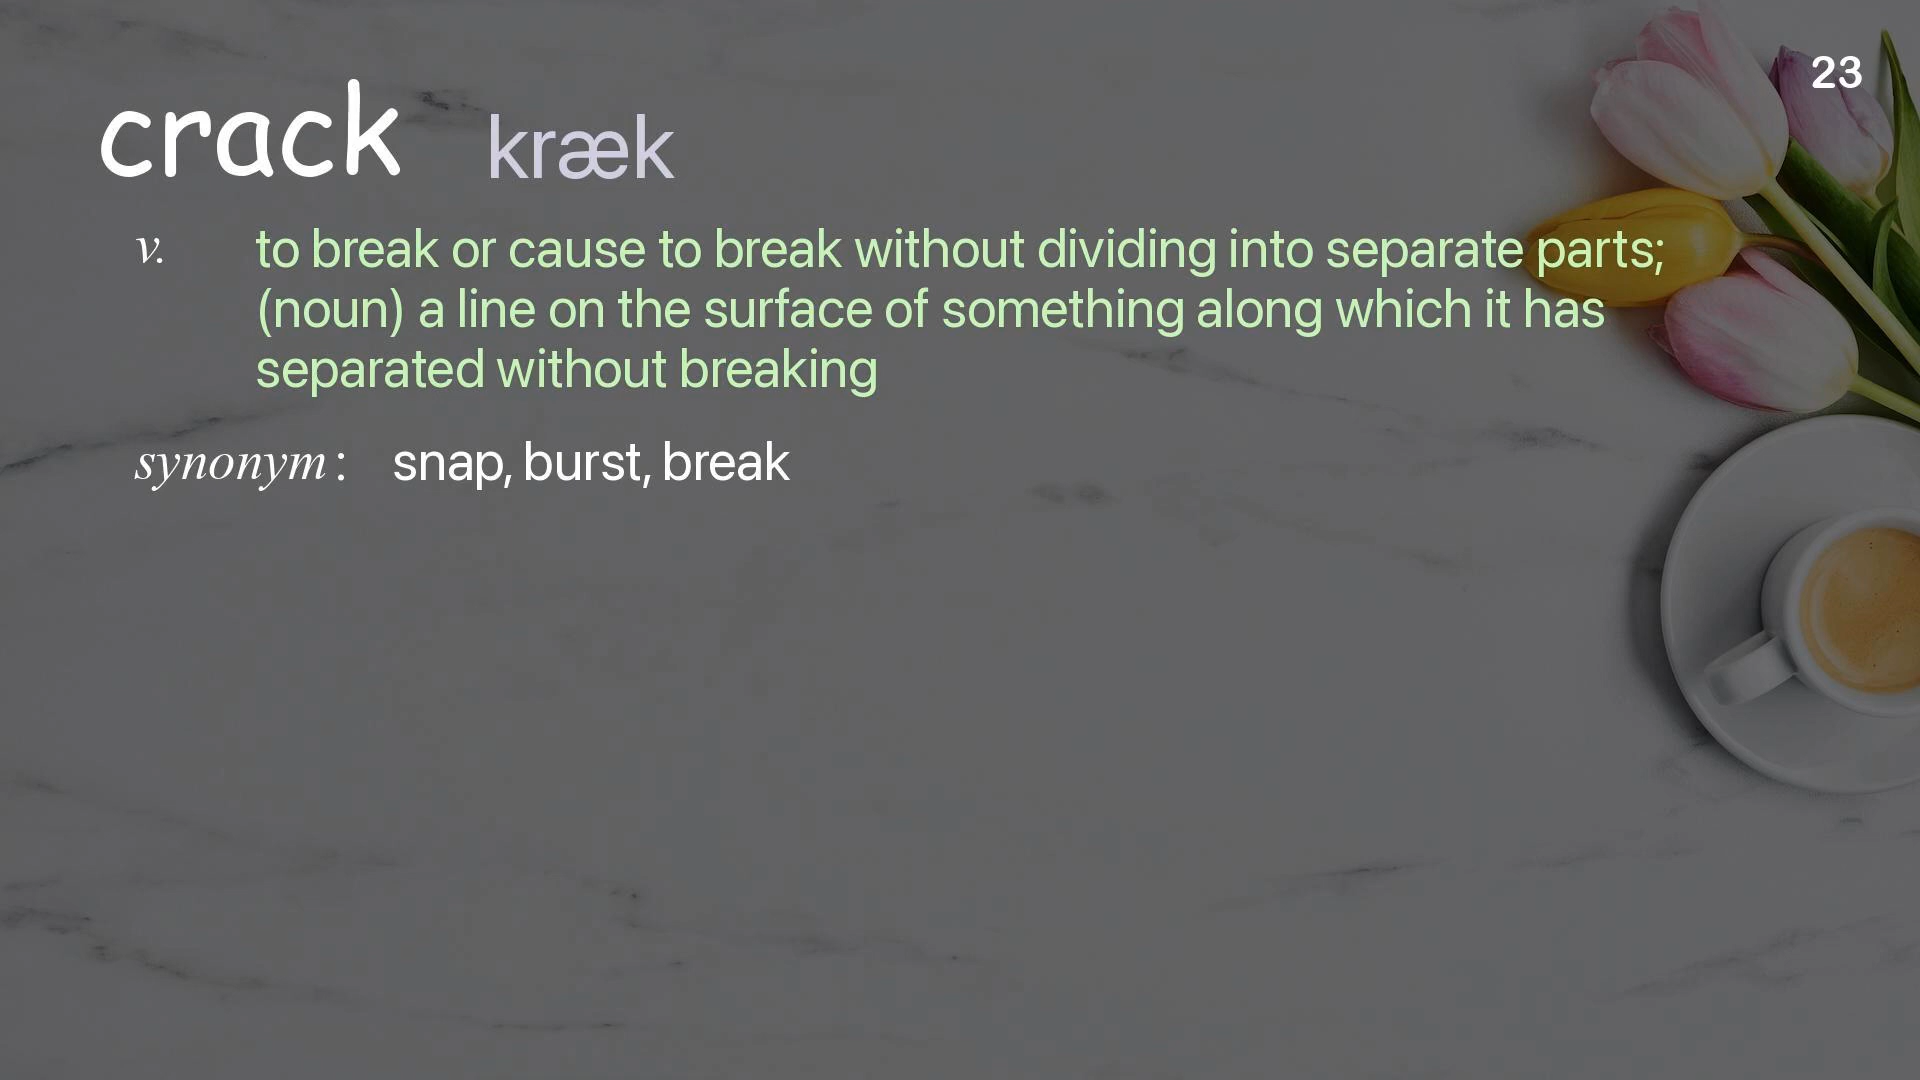 23
crack kræk
v. to break or cause to break without dividing into separate parts;
(noun) a line on the surface of something along which it has
separated without breaking
synonym: snap, burst, break